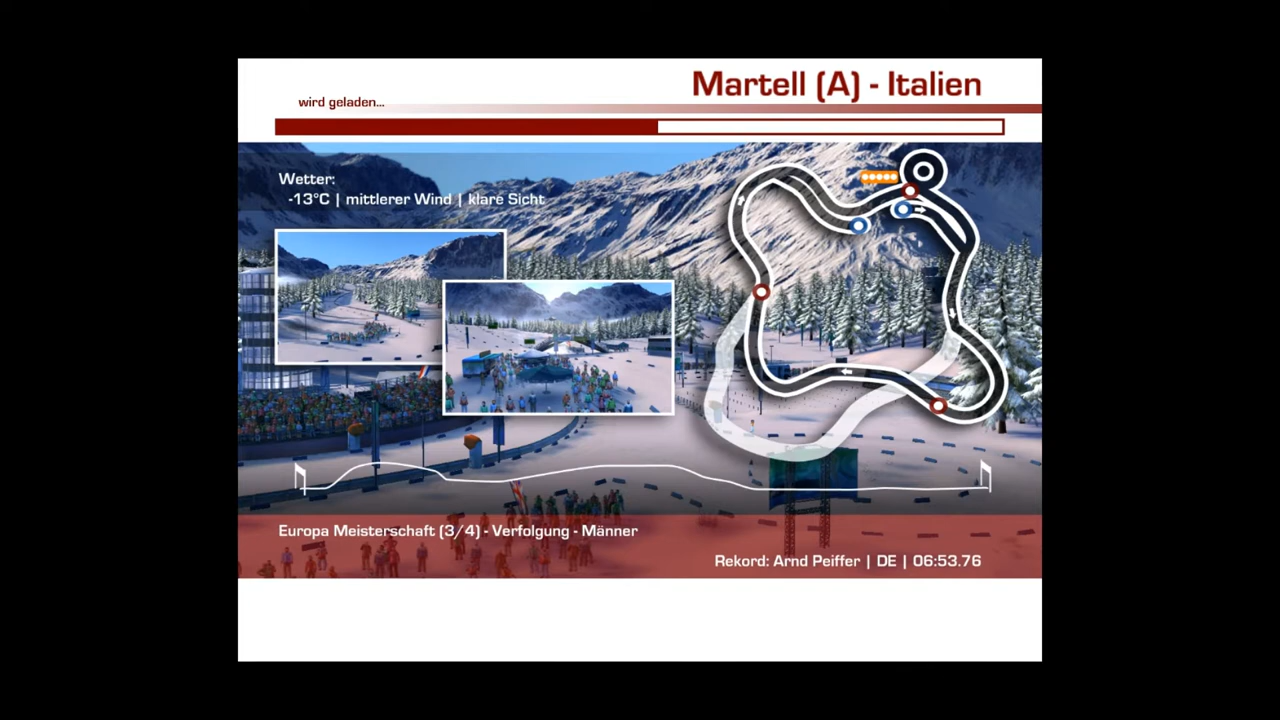 Martell (A) - Italien
wird geladen...
Wetter:
-13°C | mittlerer Wind | klare Sicht
Europa Meisterschaft (3/4) - Verfolgung - Männer
Rekord: Arnd Peiffer | DE | 06:53.76